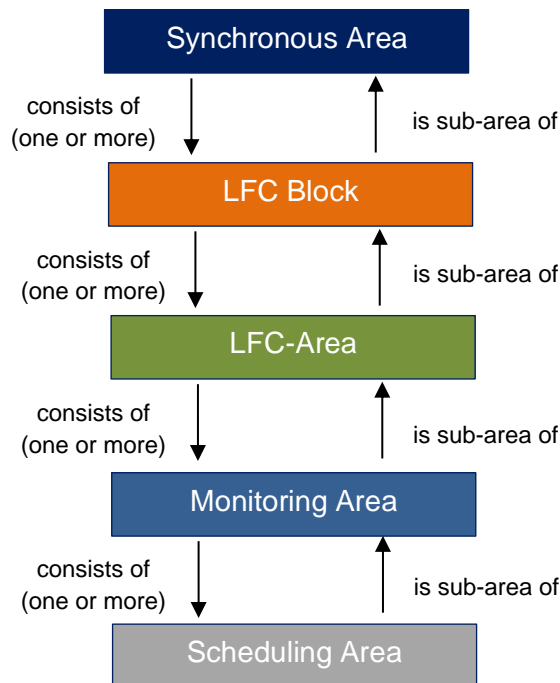 Synchronous Area
consists of
(one or more)
is sub-area of
LFC Block
consists of
(one or more)
is sub-area of
LFC-Area
consists of
(one or more)
is sub-area of
Monitoring Area
consists of
(one or more)
is sub-area of
Scheduling Area